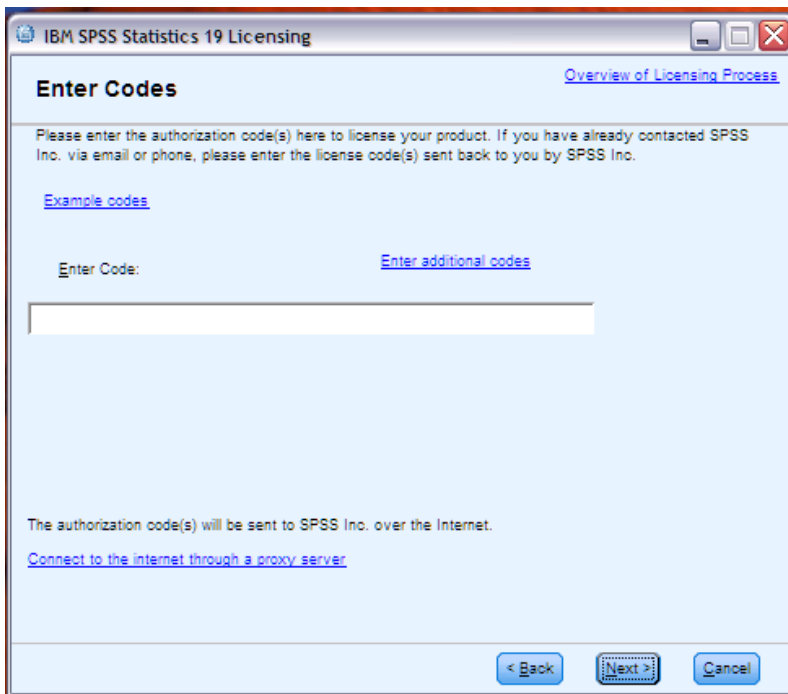 IBM SPSS Statistics 19 Licensing
Enter Codes
Overview of Licensing Process
Please enter the authorization code(s) here to license your product. If you have already contacted SPSS
Inc. via email or phone, please enter the license code(s) sent back to you by SPSS Inc.
Example codes
Enter Code:
Enter additional codes
The authorization code(s) will be sent to SPSS Inc. over the Internet.
Connect to the internet through a proxy server
< Back
Next >
Cancel